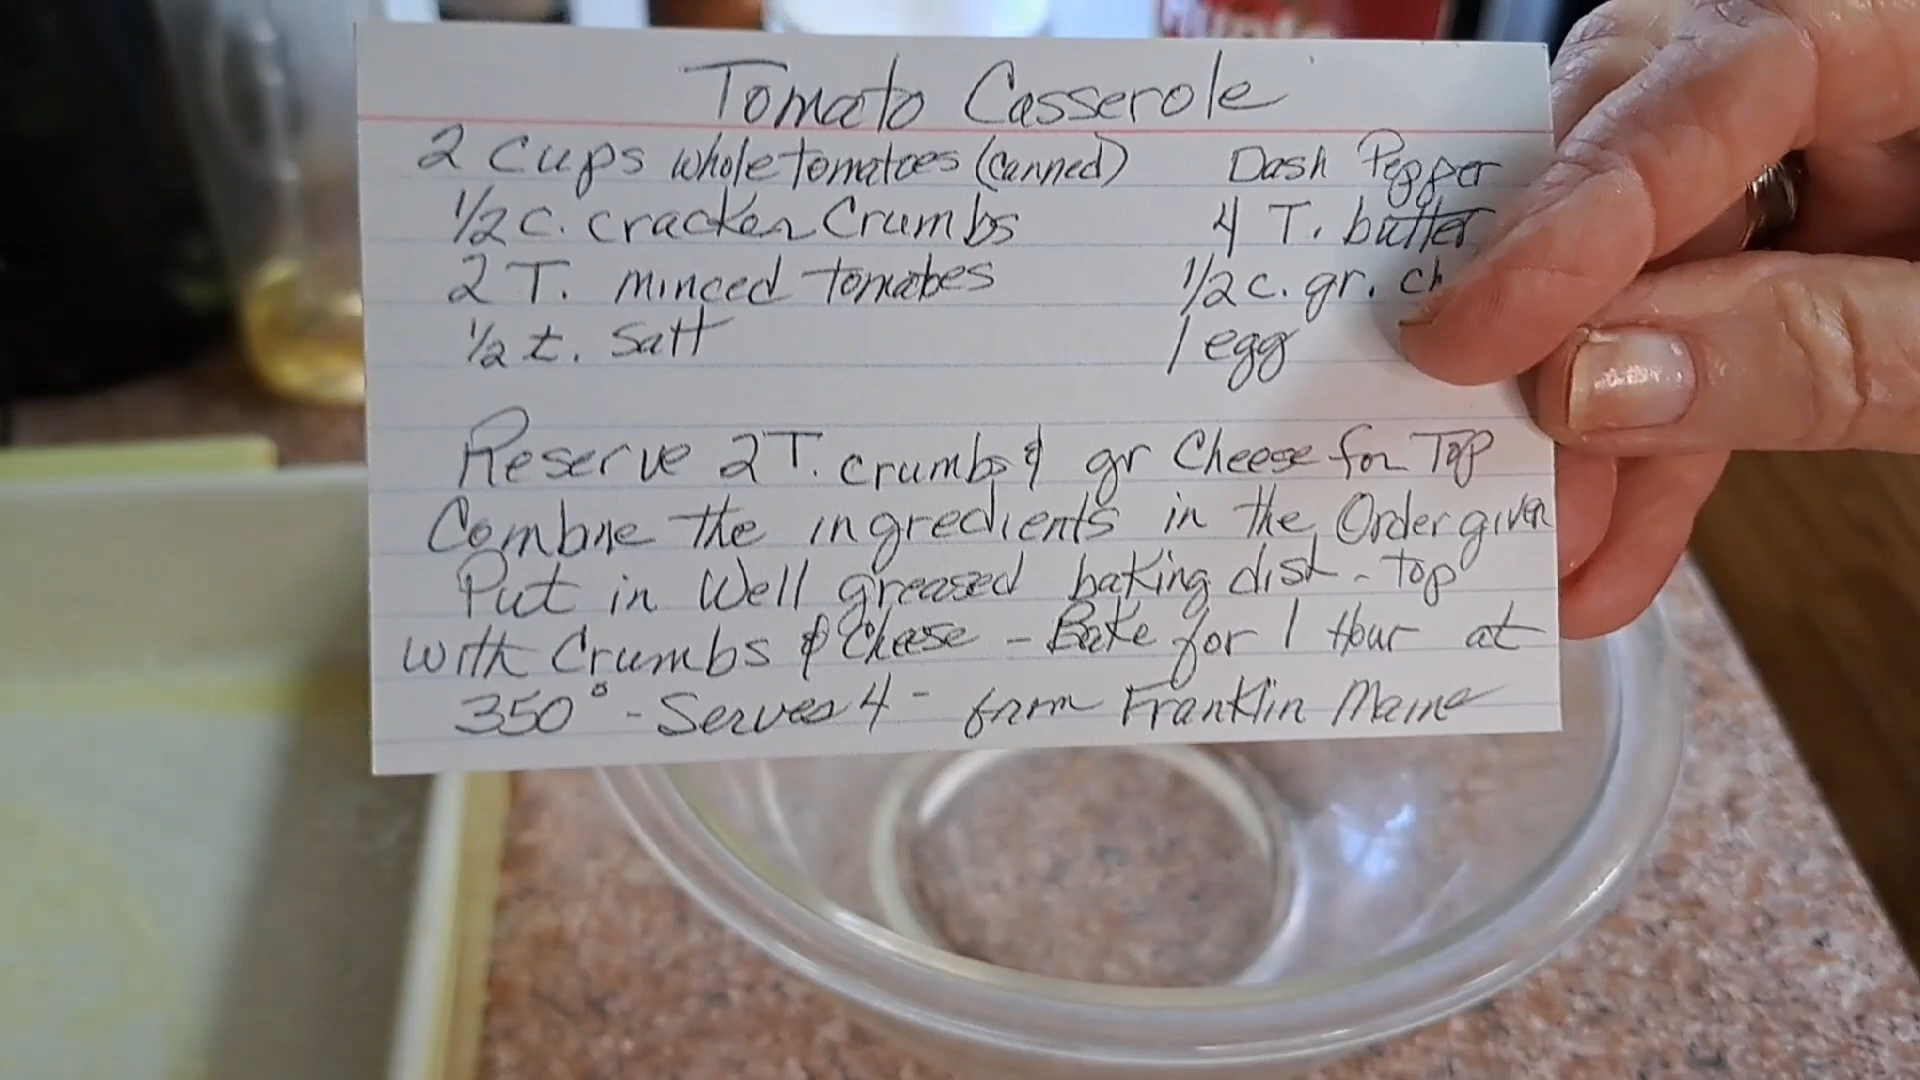 Tomato Casserole
2 Cups whole tomatoes (canned) Dash Pepper
1/2 c. cracker Crumbs 4 T. butter
2 T. minced tomatoes 1/2 c. gr. ch
1/2 t. Salt 1 egg
Reserve 2 T. crumbs & gr Cheese for Top
Combine the ingredients in the Order given
Put in Well greased baking dish - top
with Crumbs & Cheese - Bake for 1 Hour at
350° - Serves 4 - from Franklin Maine